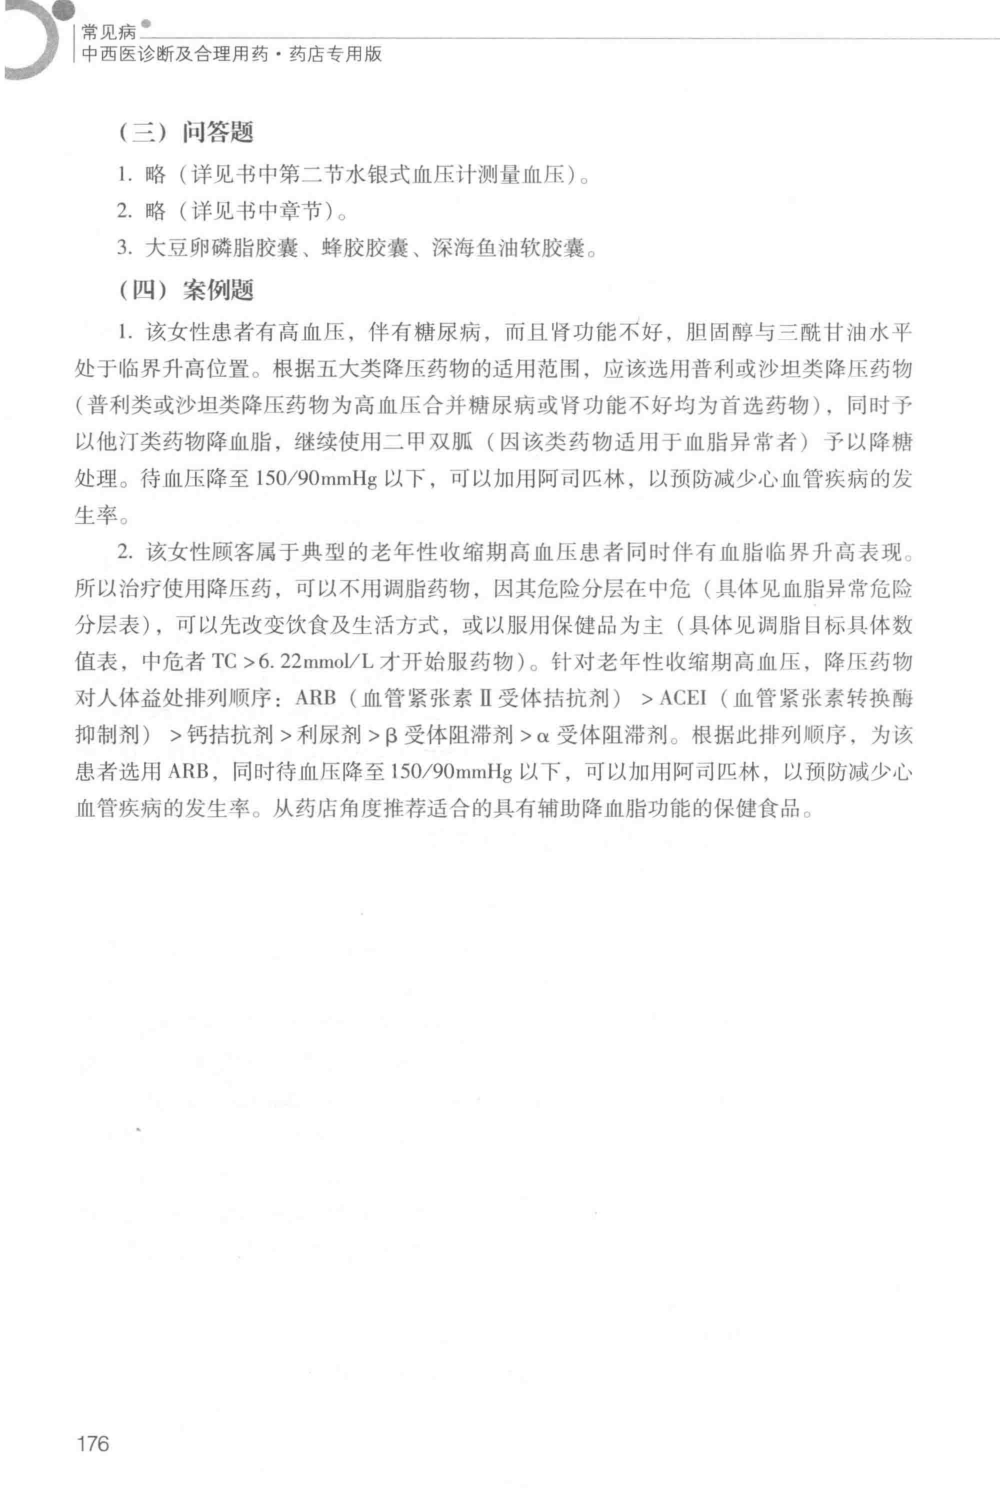 常见病
中西医诊断及合理用药·药店专用版
（三）问答题
1. 略（详见书中第二节水银式血压计测量血压）。
2. 略（详见书中章节）。
3. 大豆卵磷脂胶囊、蜂胶胶囊、深海鱼油软胶囊。
（四）案例题
1. 该女性患者有高血压，伴有糖尿病，而且肾功能不好，胆固醇与三酰甘油水平
处于临界升高位置。根据五大类降压药物的适用范围，应该选用普利或沙坦类降压药物
（普利类或沙坦类降压药物为高血压合并糖尿病或肾功能不好均为首选药物），同时予
以他汀类药物降血脂，继续使用二甲双胍（因该类药物适用于血脂异常者）予以降糖
处理。待血压降至 150/90mmHg 以下，可以加用阿司匹林，以预防减少心血管疾病的发
生率。
2. 该女性顾客属于典型的老年性收缩期高血压患者同时伴有血脂临界升高表现。
所以治疗使用降压药，可以不用调脂药物，因其危险分层在中危（具体见血脂异常危险
分层表），可以先改变饮食及生活方式，或以服用保健品为主（具体见调脂目标具体数
值表，中危者 TC >6. 22mmol/L 才开始服药物）。针对老年性收缩期高血压，降压药物
对人体益处排列顺序：ARB（血管紧张素Ⅱ受体拮抗剂）>ACEI（血管紧张素转换酶
抑制剂）>钙拮抗剂>利尿剂>β 受体阻滞剂>α 受体阻滞剂。根据此排列顺序，为该
患者选用 ARB，同时待血压降至 150/90mmHg 以下，可以加用阿司匹林，以预防减少心
血管疾病的发生率。从药店角度推荐适合的具有辅助降血脂功能的保健食品。
176